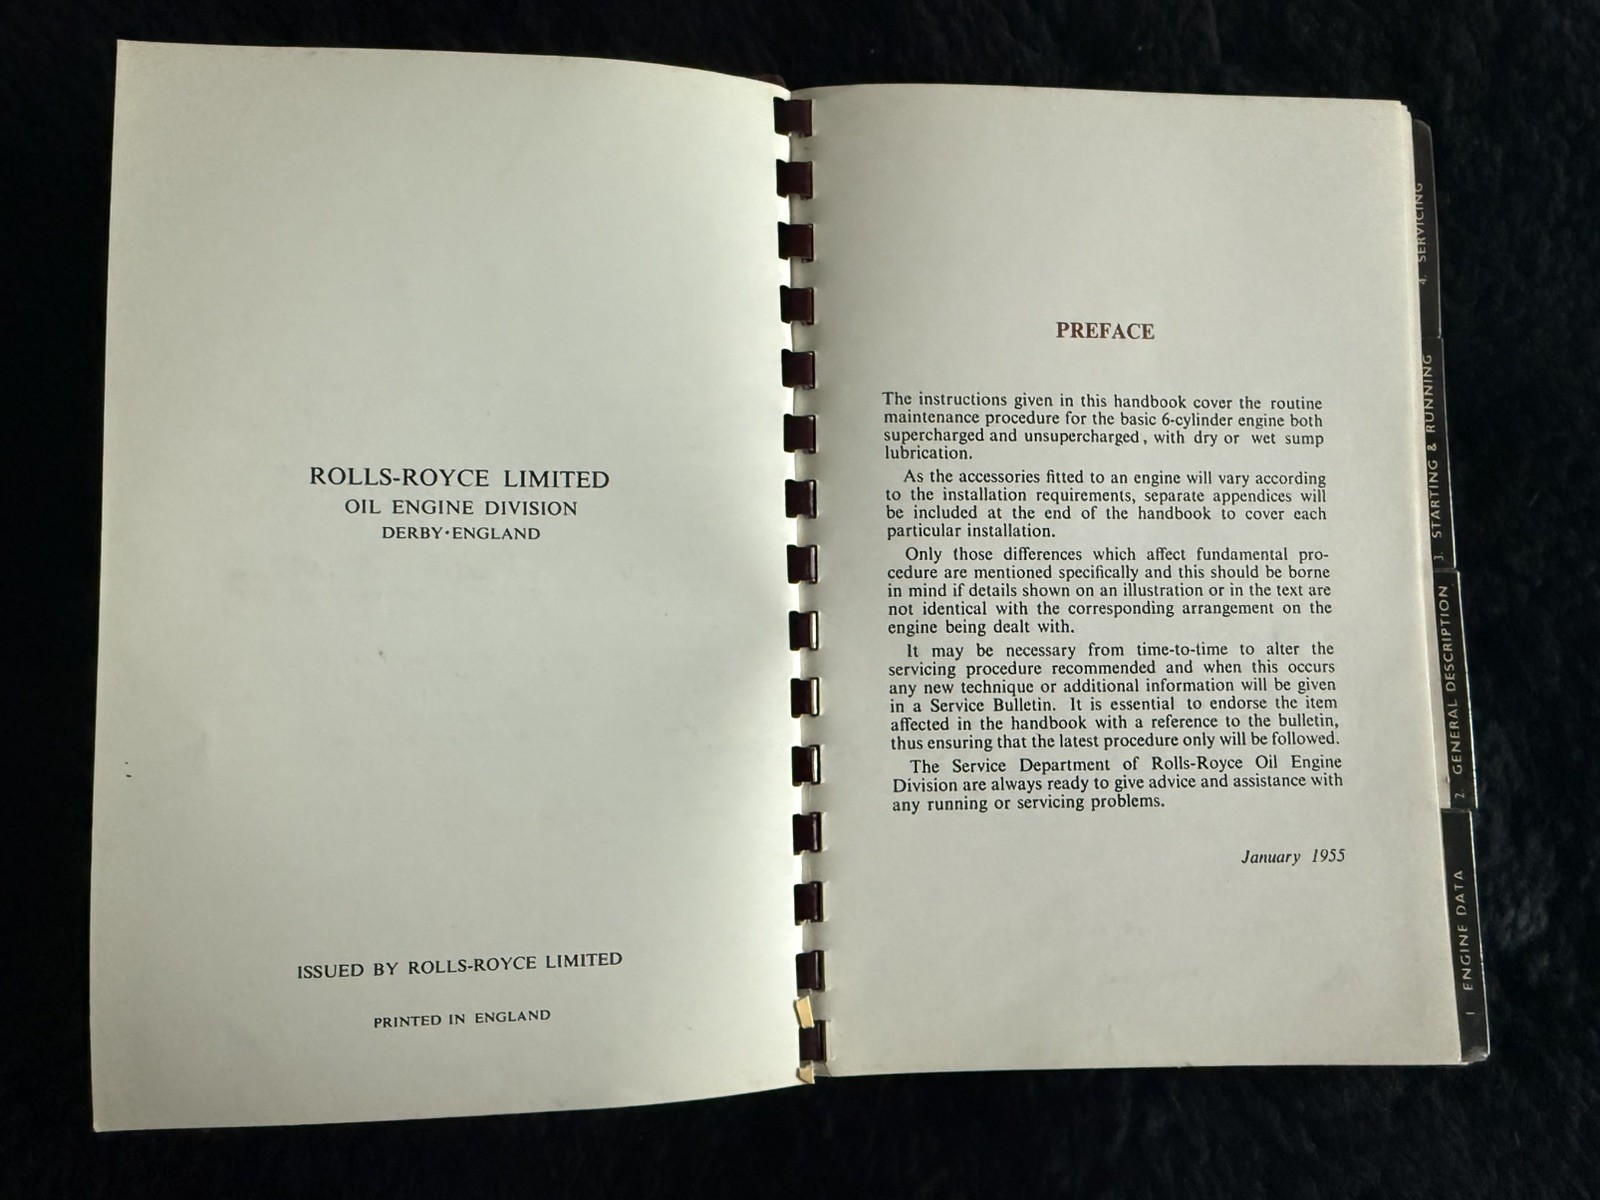 ROLLS-ROYCE LIMITED
OIL ENGINE DIVISION
DERBY·ENGLAND
ISSUED BY ROLLS-ROYCE LIMITED
PRINTED IN ENGLAND
PREFACE
The instructions given in this handbook cover the routine
maintenance procedure for the basic 6-cylinder engine both
supercharged and unsupercharged, with dry or wet sump
lubrication.
As the accessories fitted to an engine will vary according
to the installation requirements, separate appendices will
be included at the end of the handbook to cover each
particular installation.
Only those differences which affect fundamental pro-
cedure are mentioned specifically and this should be borne
in mind if details shown on an illustration or in the text are
not identical with the corresponding arrangement on the
engine being dealt with.
It may be necessary from time-to-time to alter the
servicing procedure recommended and when this occurs
any new technique or additional information will be given
in a Service Bulletin. It is essential to endorse the item
affected in the handbook with a reference to the bulletin,
thus ensuring that the latest procedure only will be followed.
The Service Department of Rolls-Royce Oil Engine
Division are always ready to give advice and assistance with
any running or servicing problems.
January 1955
4. SERVICING
3. STARTING & RUNNING
2. GENERAL DESCRIPTION
1 ENGINE DATA